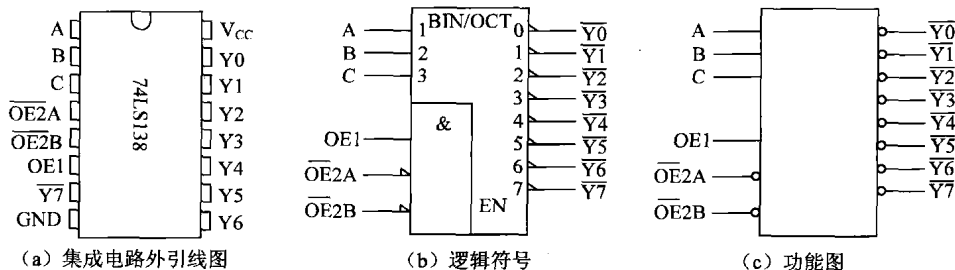 A
B
C
OE2A
OE2B
OE1
Y7
GND
74LS138
VCC
Y0
Y1
Y2
Y3
Y4
Y5
Y6
(a) 集成电路外引线图
BIN/OCT
A 1
B 2
C 3
&
OE1
OE2A
OE2B
EN
0 Y0
1 Y1
2 Y2
3 Y3
4 Y4
5 Y5
6 Y6
7 Y7
(b) 逻辑符号
A
B
C
OE1
OE2A
OE2B
Y0
Y1
Y2
Y3
Y4
Y5
Y6
Y7
(c) 功能图